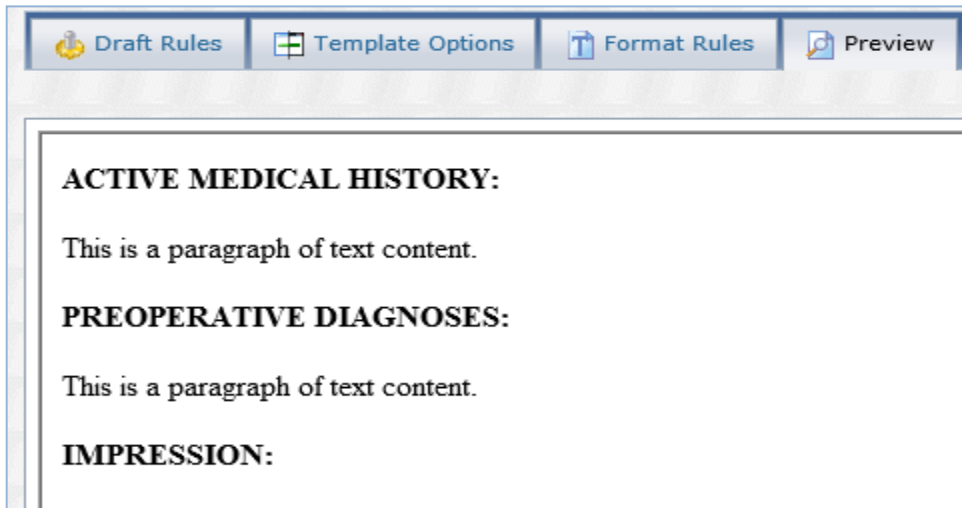 Draft Rules Template Options Format Rules Preview
ACTIVE MEDICAL HISTORY:
This is a paragraph of text content.
PREOPERATIVE DIAGNOSES:
This is a paragraph of text content.
IMPRESSION: